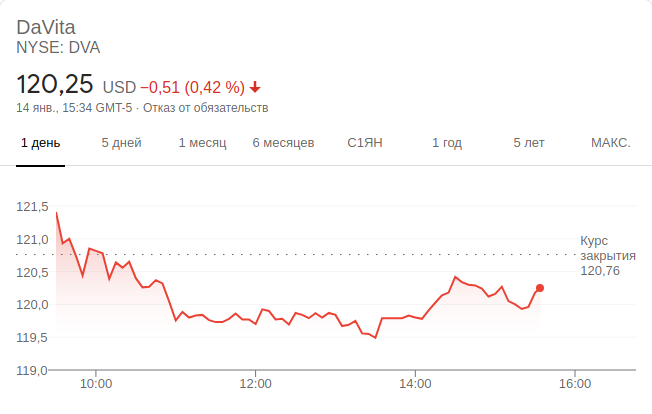 DaVita
NYSE: DVA
120,25 USD −0,51 (0,42 %)
14 янв., 15:34 GMT-5 · Отказ от обязательств
1 день 5 дней 1 месяц 6 месяцев С1ЯН 1 год 5 лет МАКС.
121,5
121,0
Курс
закрытия
120,76
120,5
120,0
119,5
119,0
10:00 12:00 14:00 16:00